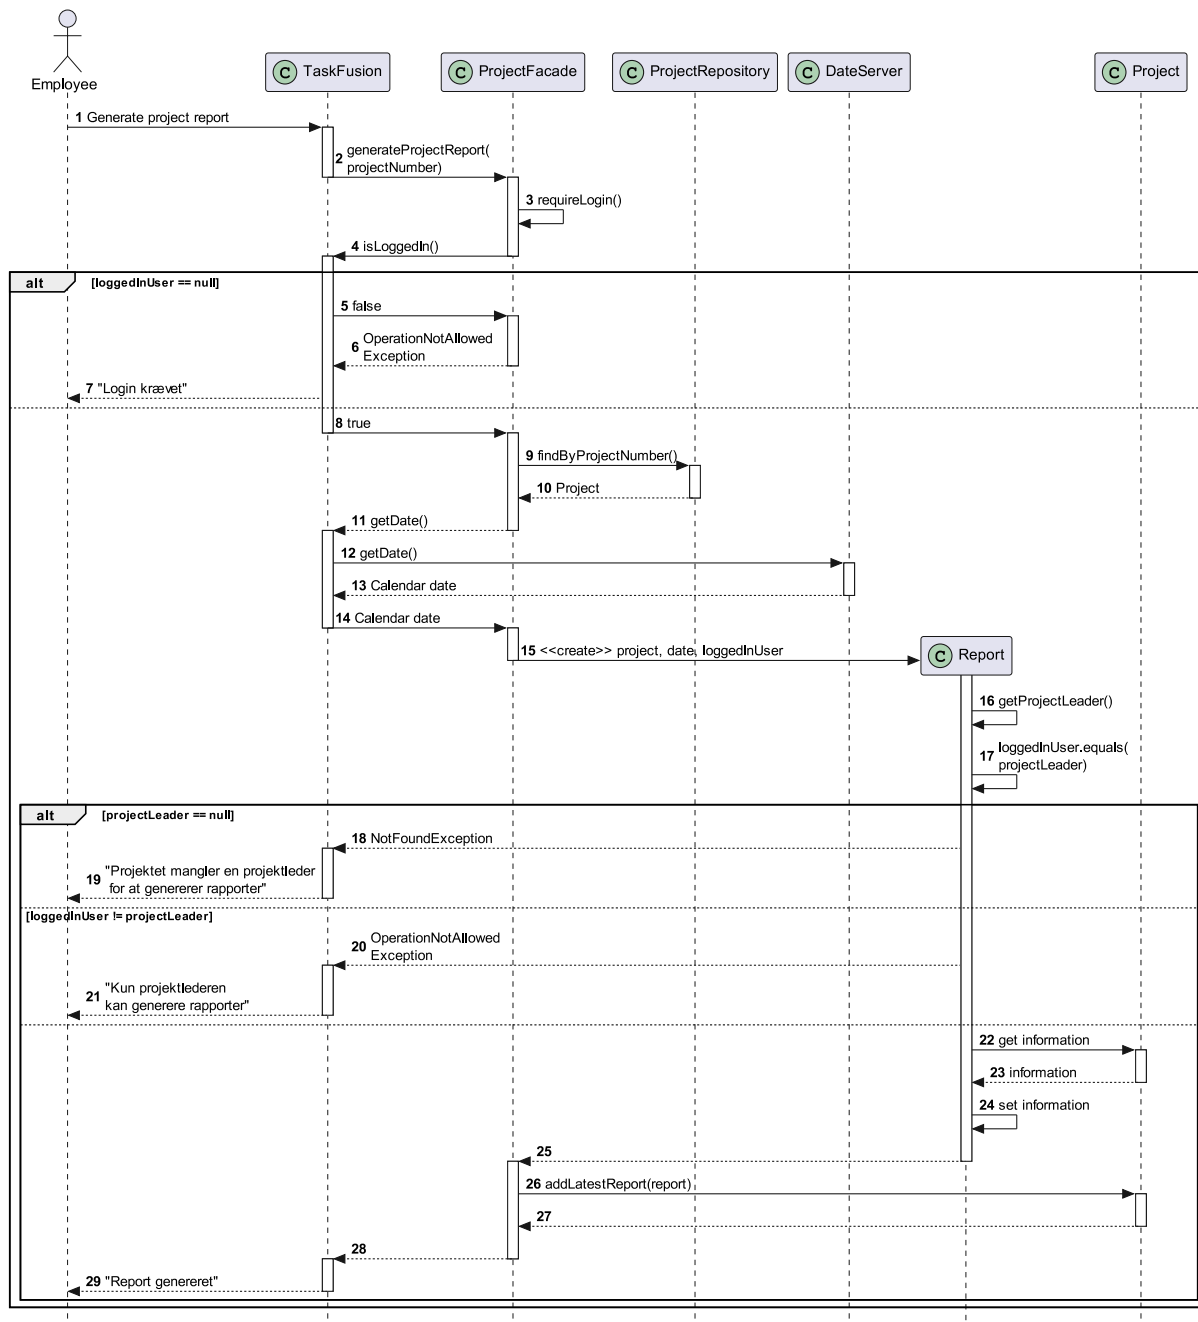 Employee
C TaskFusion
C ProjectFacade
C ProjectRepository
C DateServer
C Project
1 Generate project report
2 generateProjectReport(
projectNumber)
3 requireLogin()
4 isLoggedIn()
alt [loggedInUser == null]
5 false
6 OperationNotAllowed
Exception
7 "Login krævet"
8 true
9 findByProjectNumber()
10 Project
11 getDate()
12 getDate()
13 Calendar date
14 Calendar date
15 <<create>> project, date, loggedInUser
C Report
16 getProjectLeader()
17 loggedInUser.equals(
projectLeader)
alt [projectLeader == null]
18 NotFoundException
19 "Projektet mangler en projektleder
for at genererer rapporter"
[loggedInUser != projectLeader]
20 OperationNotAllowed
Exception
21 "Kun projektlederen
kan generere rapporter"
22 get information
23 information
24 set information
25
26 addLatestReport(report)
27
28
29 "Report genereret"